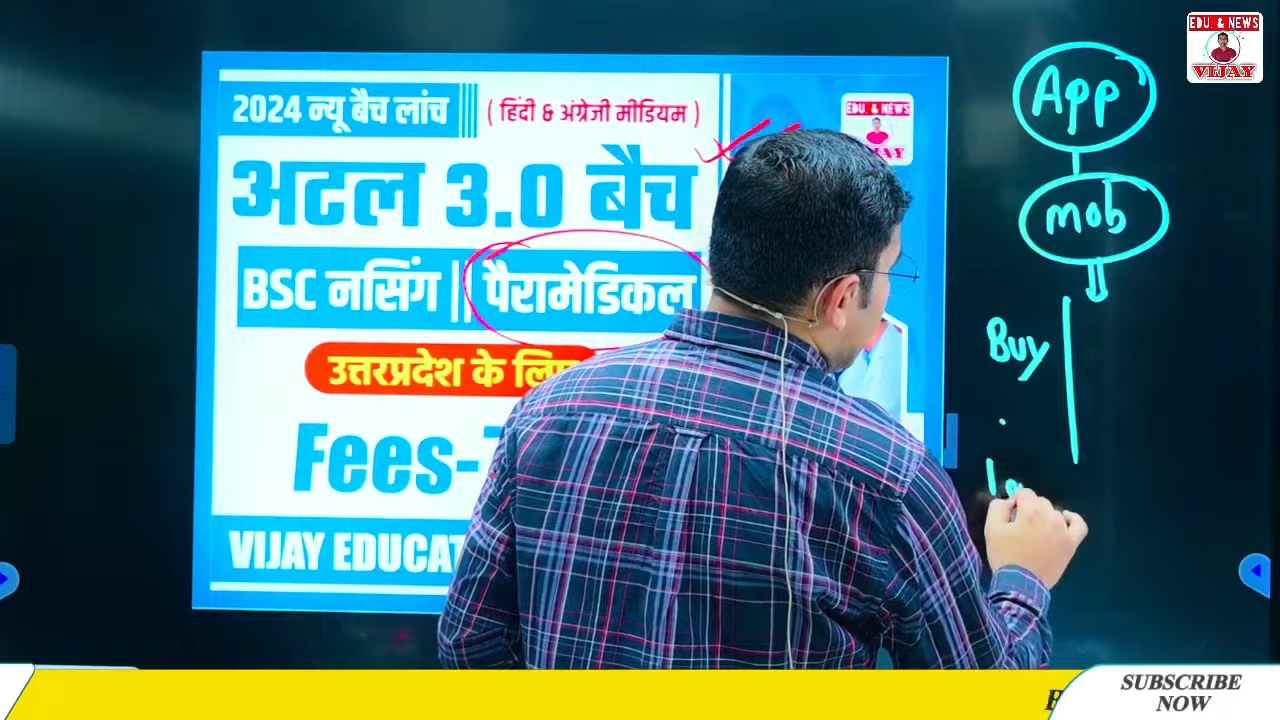 EDU. & NEWS
VIJAY
2024 न्यू बैच लांच
( हिंदी & अंग्रेजी मीडियम )
EDU. & NEWS
अटल 3.0 बैच
BSC नर्सिंग || पैरामेडिकल
उत्तरप्रदेश के
Fees-
VIJAY
App
mob
Buy
SUBSCRIBE
NOW